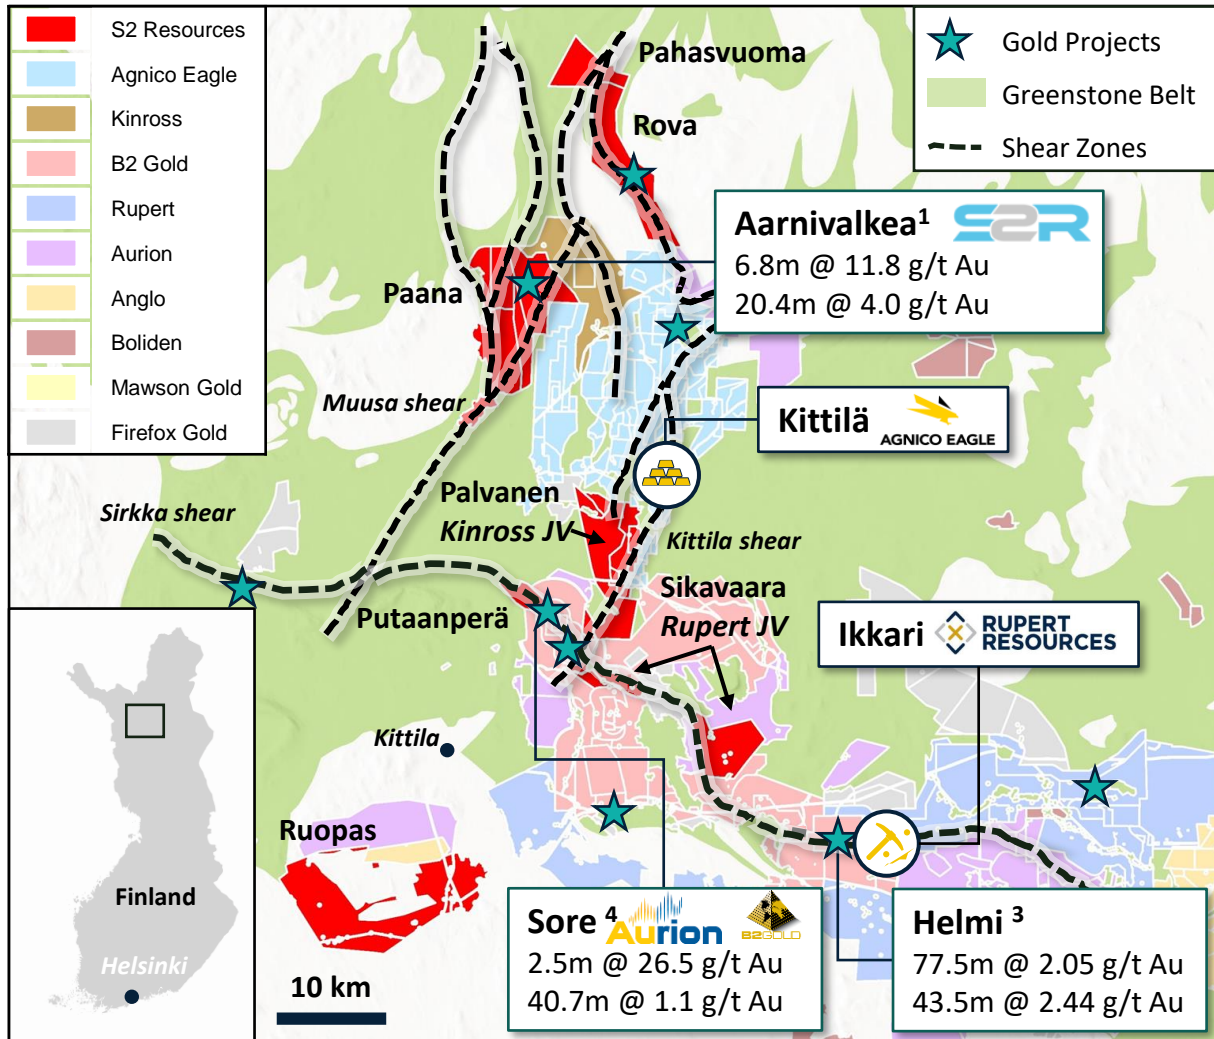 S2 Resources
Agnico Eagle
Kinross
B2 Gold
Rupert
Aurion
Anglo
Boliden
Mawson Gold
Firefox Gold
Gold Projects
Greenstone Belt
Shear Zones
Pahasvuoma
Rova
Aarnivalkea¹ S2R
6.8m @ 11.8 g/t Au
20.4m @ 4.0 g/t Au
Paana
Muusa shear
Kittilä AGNICO EAGLE
Palvanen
Kinross JV
Sirkka shear
Kittila shear
Sikavaara
Rupert JV
Putaanperä
Ikkari RUPERT
RESOURCES
Kittila
Ruopas
Finland
Helsinki
10 km
Sore ⁴ Aurion B2GOLD
2.5m @ 26.5 g/t Au
40.7m @ 1.1 g/t Au
Helmi ³
77.5m @ 2.05 g/t Au
43.5m @ 2.44 g/t Au